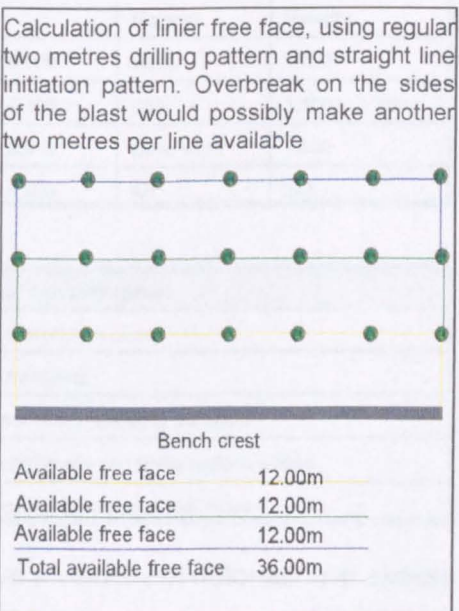 Calculation of linier free face, using regular
two metres drilling pattern and straight line
initiation pattern. Overbreak on the sides
of the blast would possibly make another
two metres per line available
Bench crest
Available free face 12.00m
Available free face 12.00m
Available free face 12.00m
Total available free face 36.00m